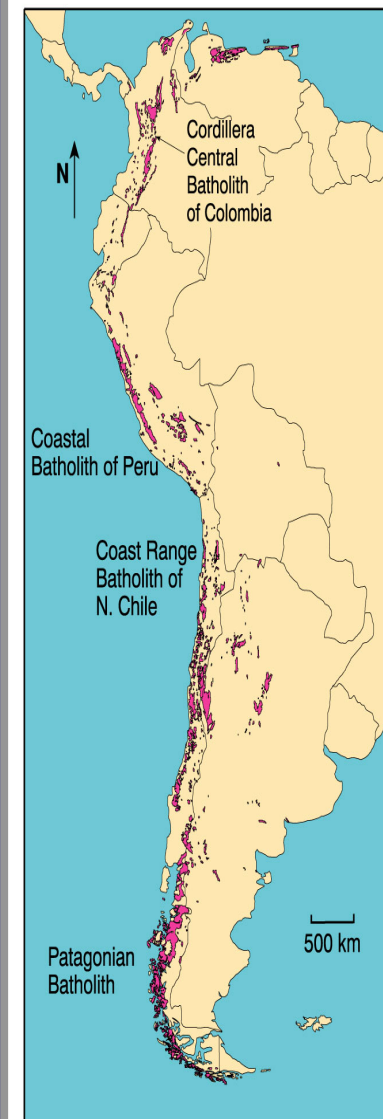 Cordillera
Central
Batholith
of Colombia
N
Coastal
Batholith of Peru
Coast Range
Batholith of
N. Chile
500 km
Patagonian
Batholith